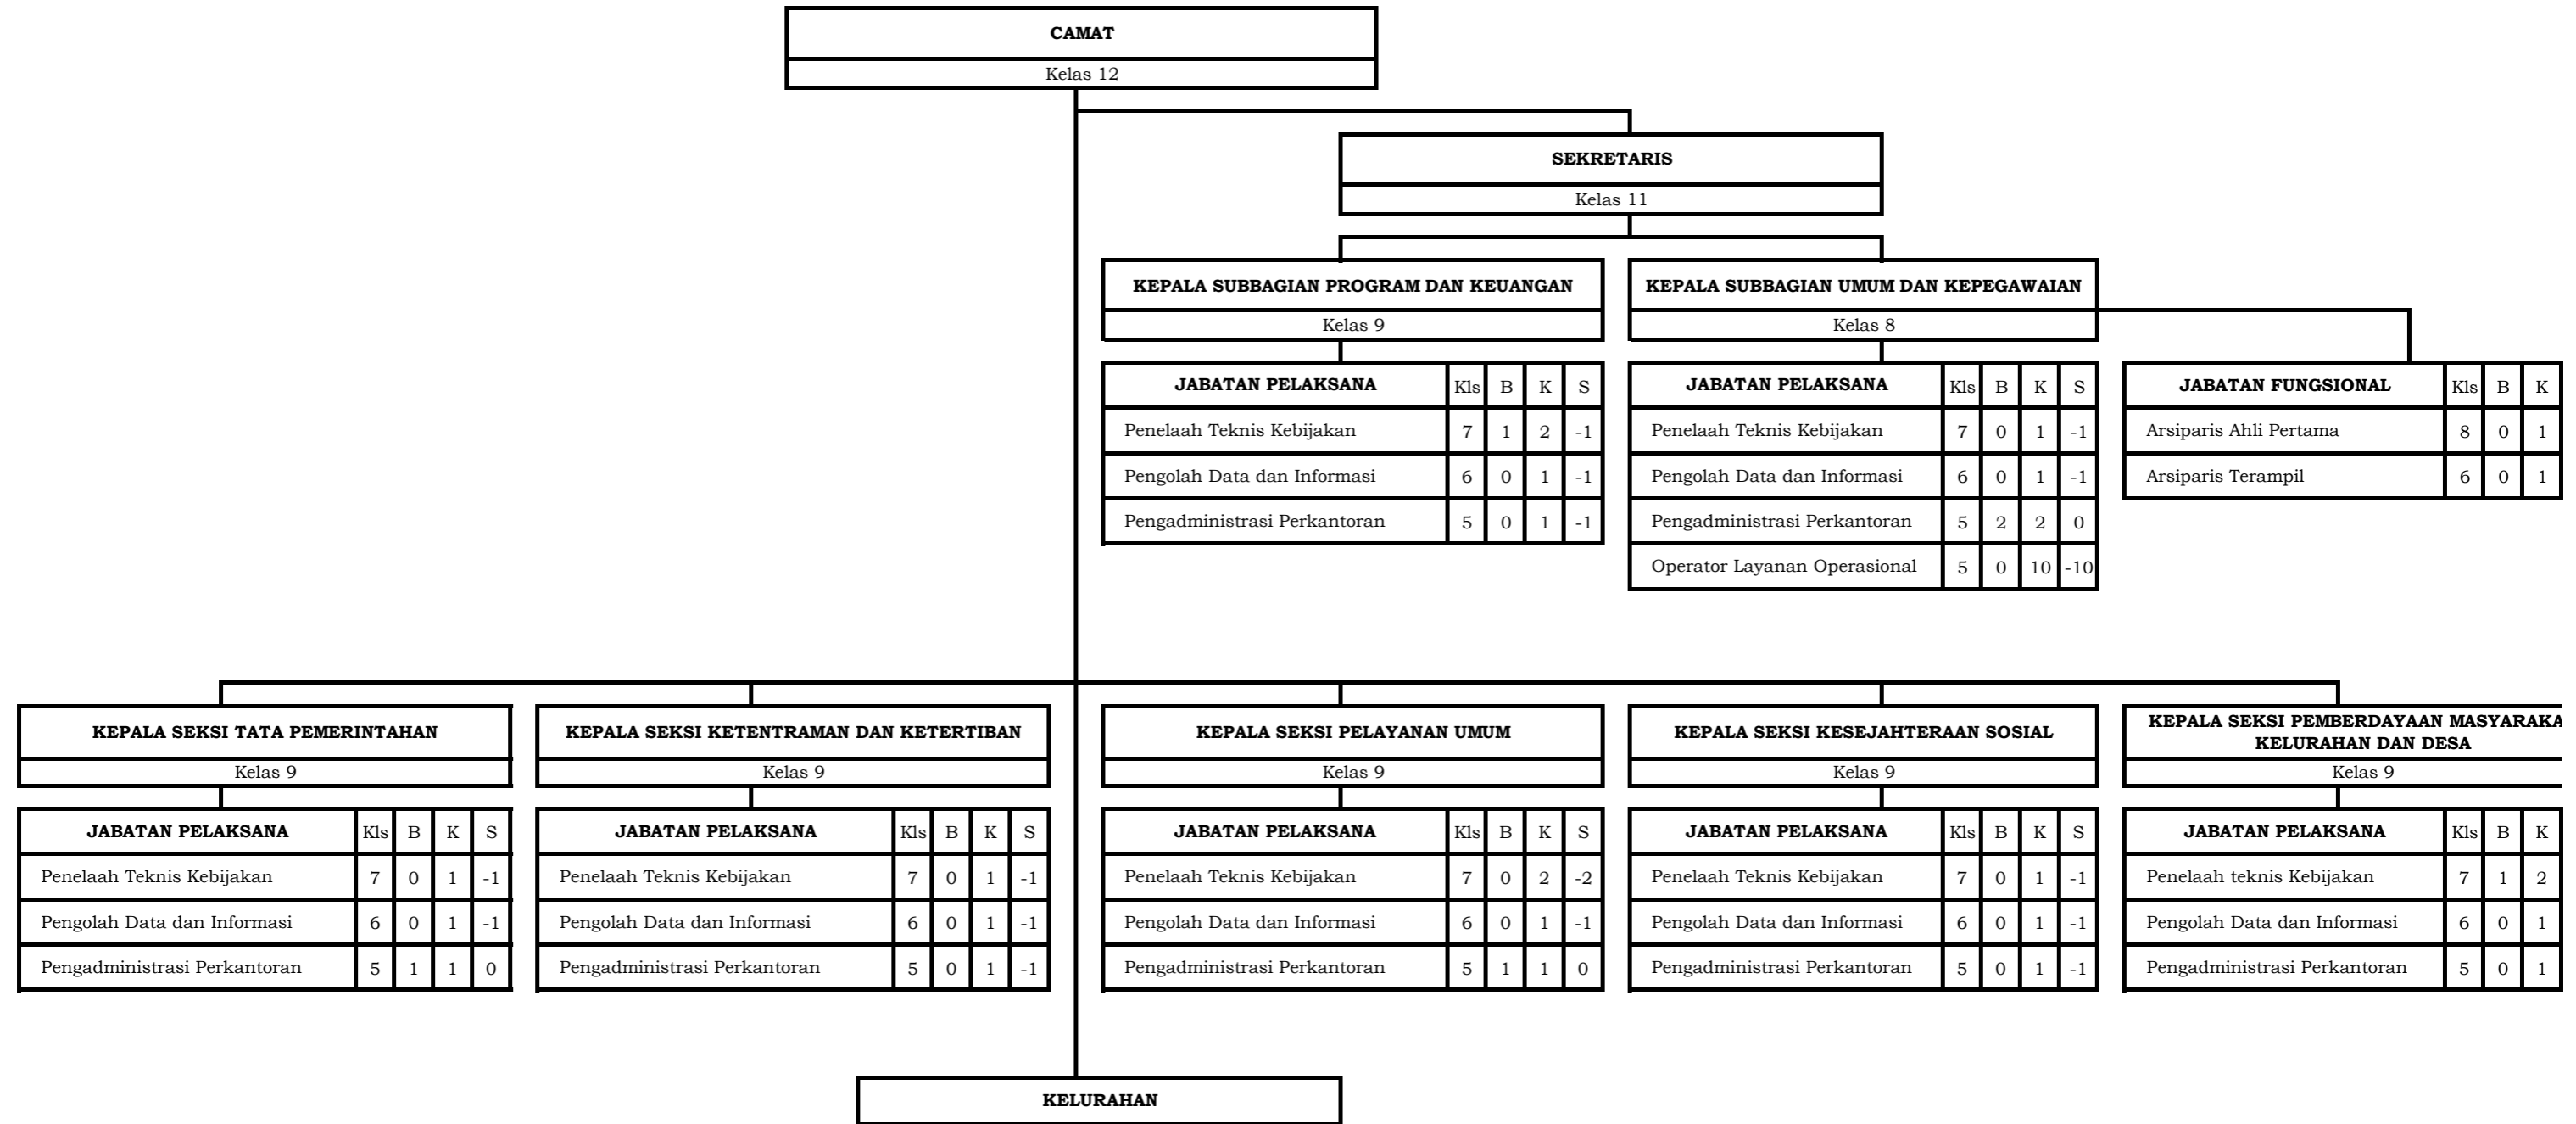 CAMAT
Kelas 12
SEKRETARIS
Kelas 11
KEPALA SUBBAGIAN PROGRAM DAN KEUANGAN
Kelas 9
JABATAN PELAKSANA Kls B K S
Penelaah Teknis Kebijakan 7 1 2 -1
Pengolah Data dan Informasi 6 0 1 -1
Pengadministrasi Perkantoran 5 0 1 -1
KEPALA SUBBAGIAN UMUM DAN KEPEGAWAIAN
Kelas 8
JABATAN PELAKSANA Kls B K S
Penelaah Teknis Kebijakan 7 0 1 -1
Pengolah Data dan Informasi 6 0 1 -1
Pengadministrasi Perkantoran 5 2 2 0
Operator Layanan Operasional 5 0 10 -10
JABATAN FUNGSIONAL Kls B K
Arsiparis Ahli Pertama 8 0 1
Arsiparis Terampil 6 0 1
KEPALA SEKSI TATA PEMERINTAHAN
Kelas 9
JABATAN PELAKSANA Kls B K S
Penelaah Teknis Kebijakan 7 0 1 -1
Pengolah Data dan Informasi 6 0 1 -1
Pengadministrasi Perkantoran 5 1 1 0
KEPALA SEKSI KETENTRAMAN DAN KETERTIBAN
Kelas 9
JABATAN PELAKSANA Kls B K S
Penelaah Teknis Kebijakan 7 0 1 -1
Pengolah Data dan Informasi 6 0 1 -1
Pengadministrasi Perkantoran 5 0 1 -1
KEPALA SEKSI PELAYANAN UMUM
Kelas 9
JABATAN PELAKSANA Kls B K S
Penelaah Teknis Kebijakan 7 0 2 -2
Pengolah Data dan Informasi 6 0 1 -1
Pengadministrasi Perkantoran 5 1 1 0
KEPALA SEKSI KESEJAHTERAAN SOSIAL
Kelas 9
JABATAN PELAKSANA Kls B K S
Penelaah Teknis Kebijakan 7 0 1 -1
Pengolah Data dan Informasi 6 0 1 -1
Pengadministrasi Perkantoran 5 0 1 -1
KEPALA SEKSI PEMBERDAYAAN MASYARAKA
KELURAHAN DAN DESA
Kelas 9
JABATAN PELAKSANA Kls B K
Penelaah teknis Kebijakan 7 1 2
Pengolah Data dan Informasi 6 0 1
Pengadministrasi Perkantoran 5 0 1
KELURAHAN